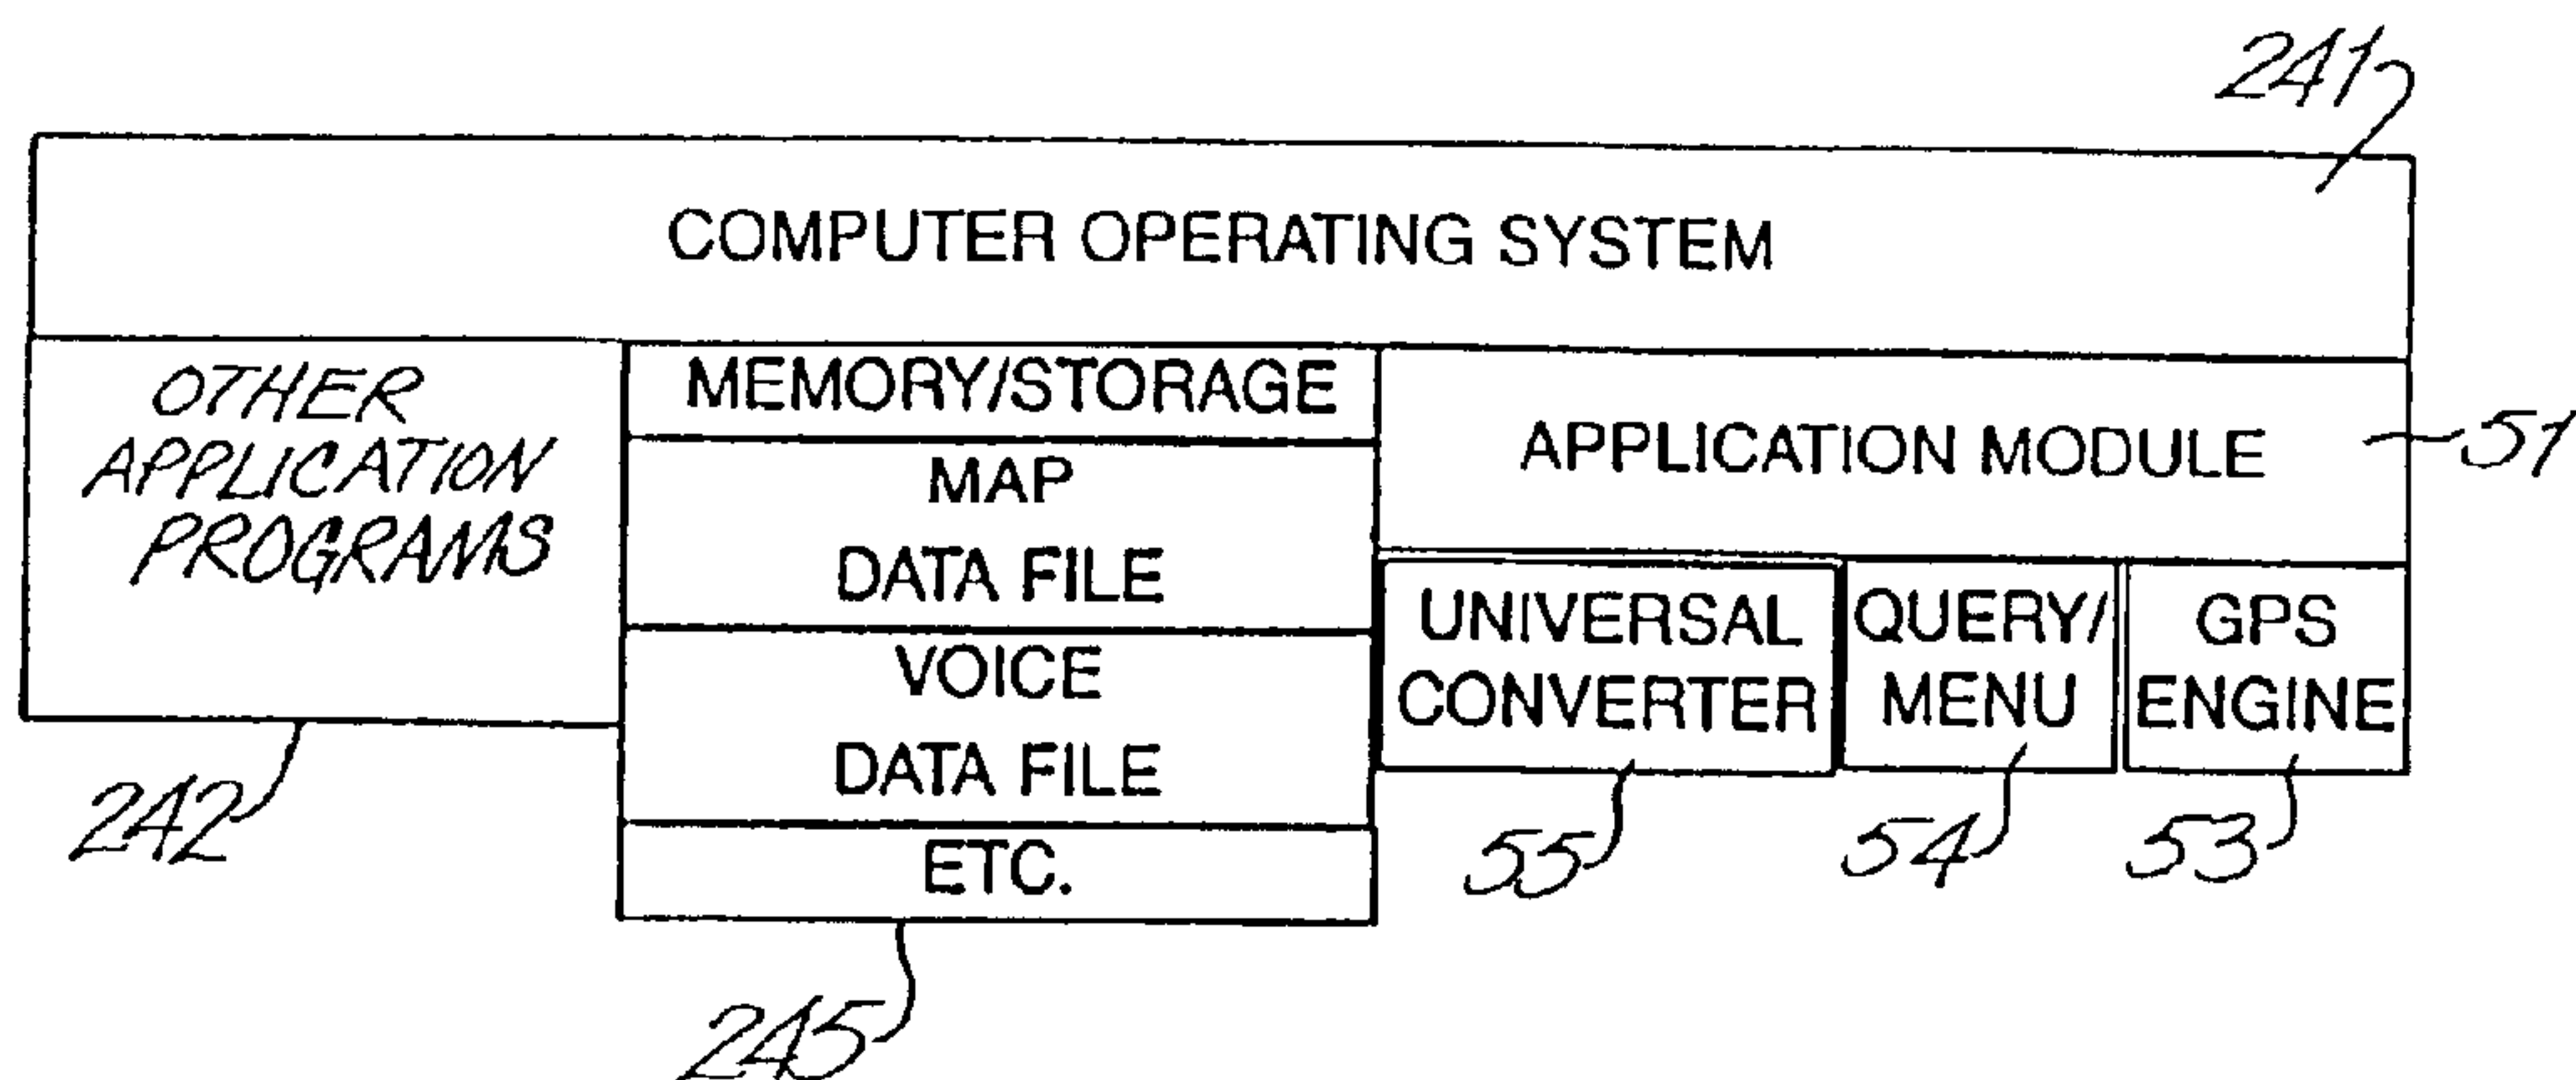 241
COMPUTER OPERATING SYSTEM
OTHER
APPLICATION
PROGRAMS
MEMORY/STORAGE
MAP
DATA FILE
VOICE
DATA FILE
ETC.
APPLICATION MODULE
51
UNIVERSAL
CONVERTER
QUERY/
MENU
GPS
ENGINE
242
55
54
53
245